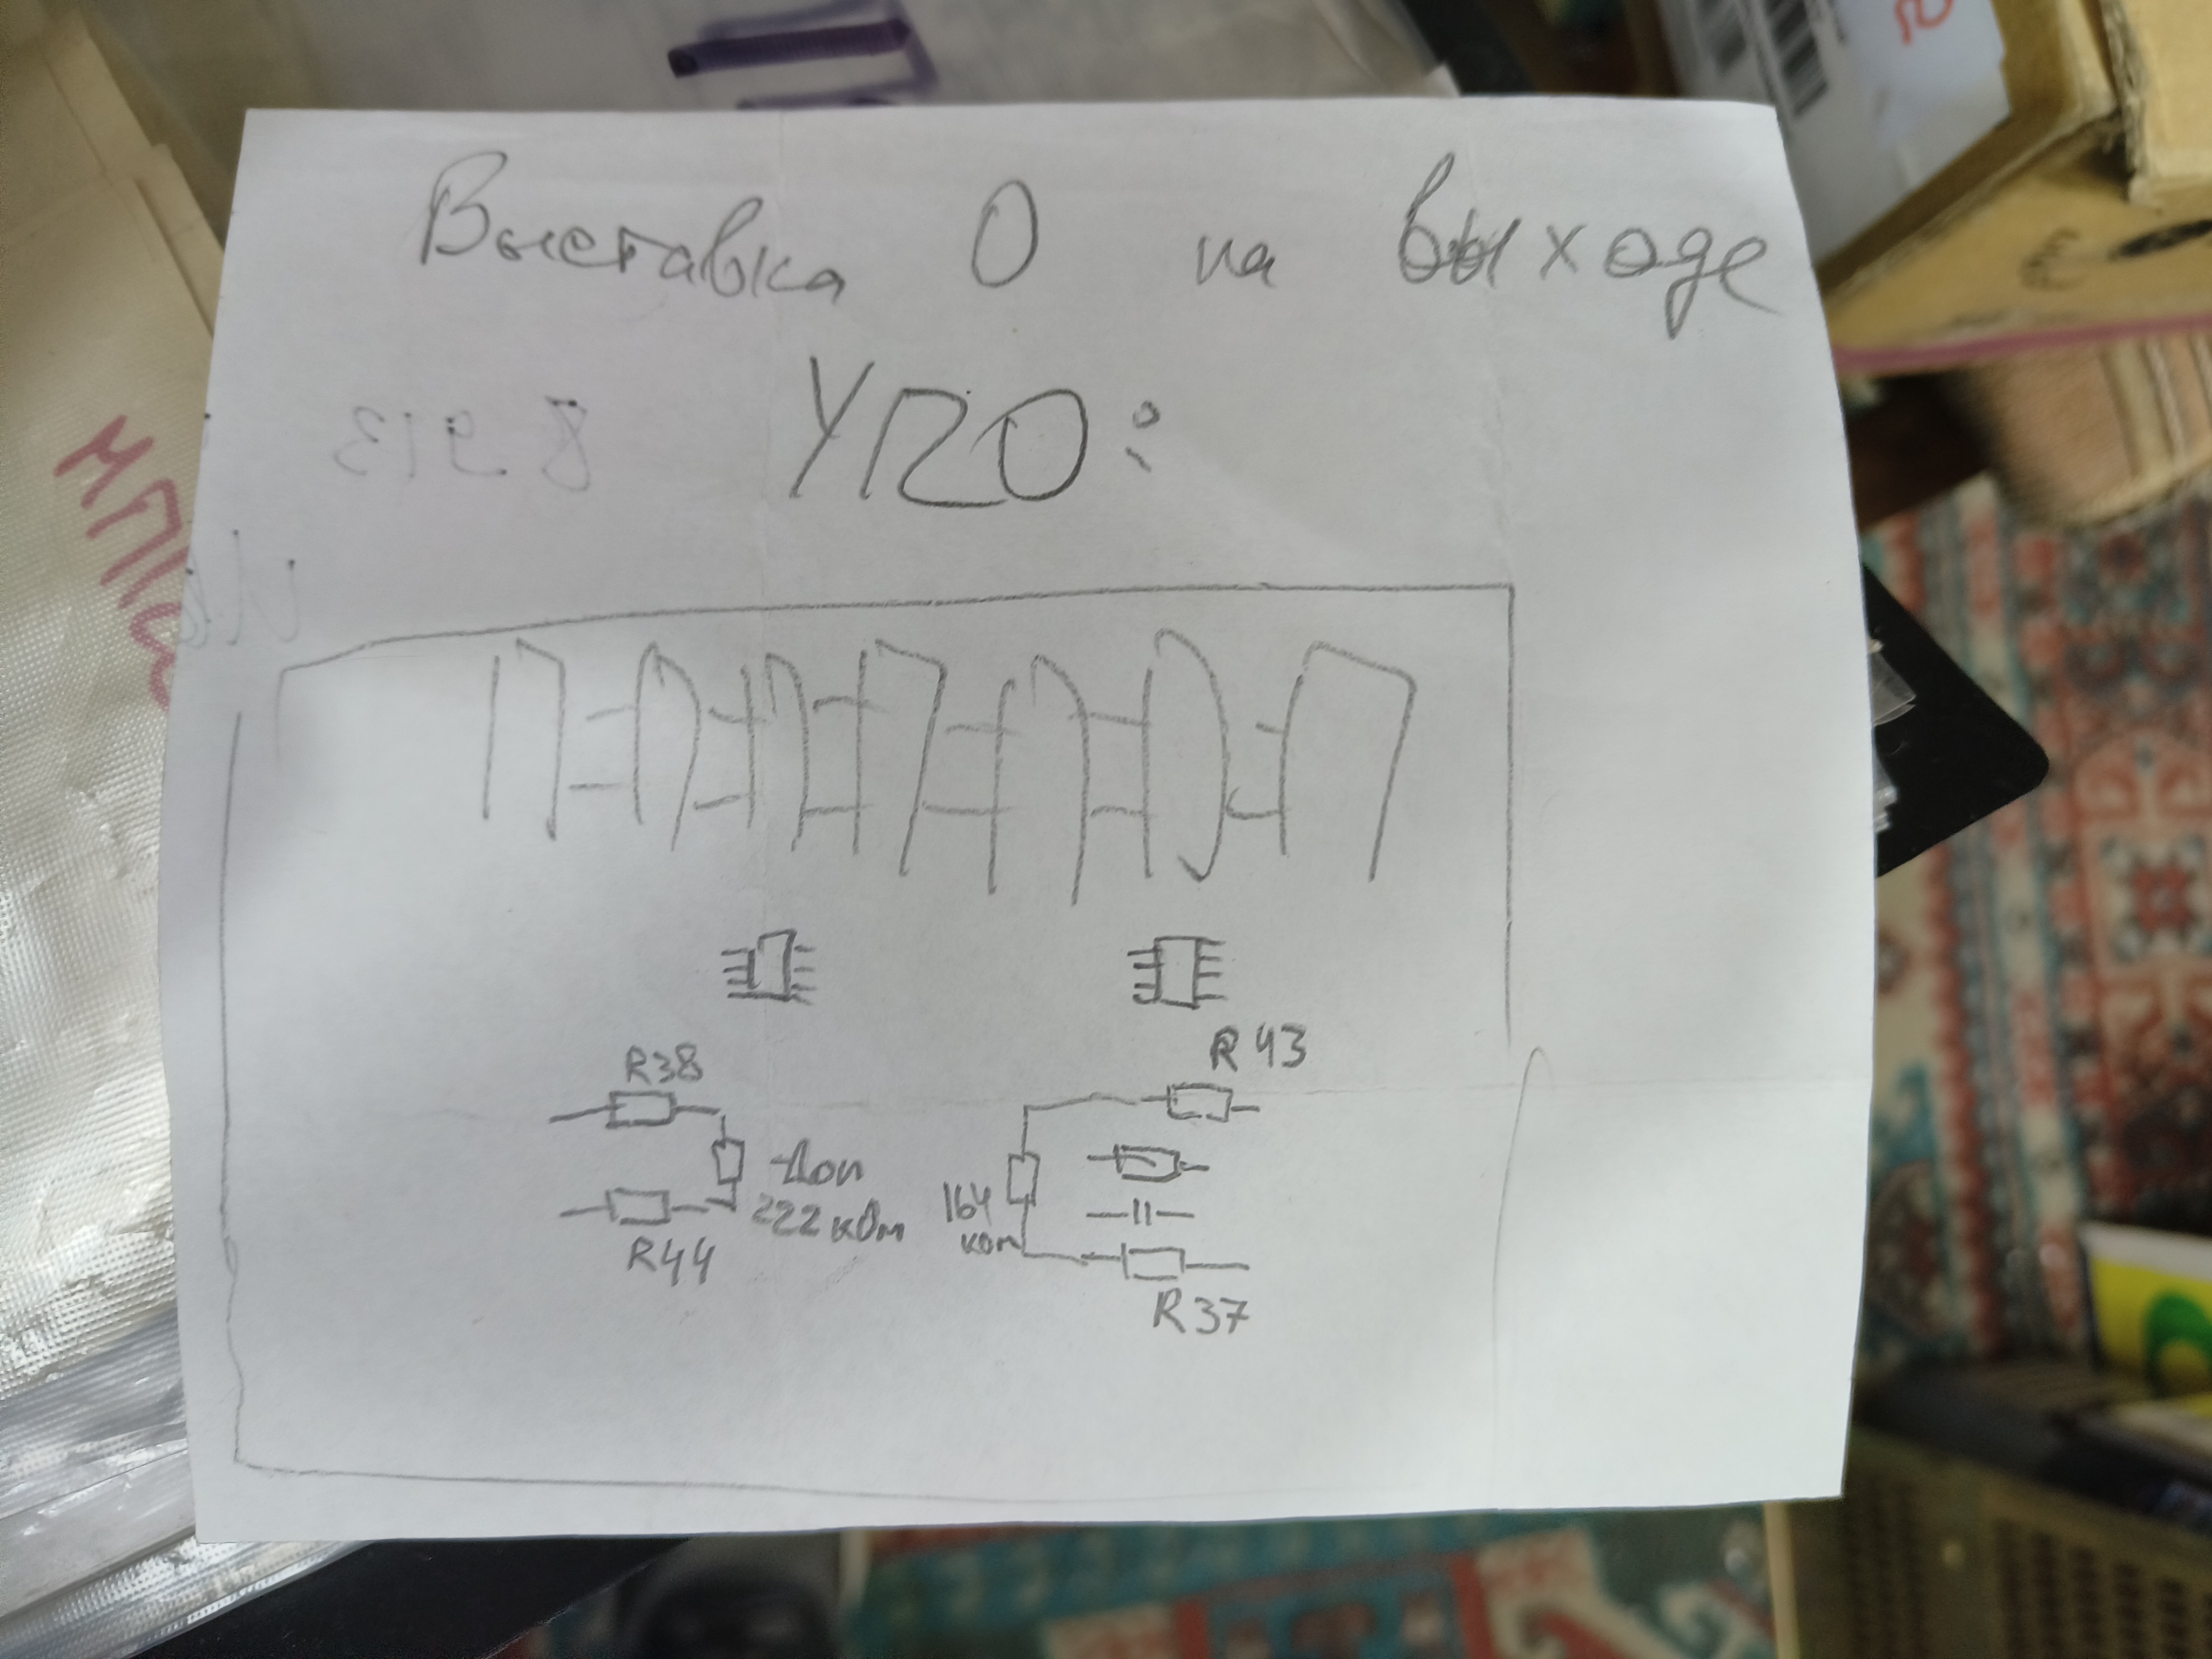 Выставка 0 на выходе
УПО:
R43
R38
Доп
222 кОм
164
ком
R44
R37